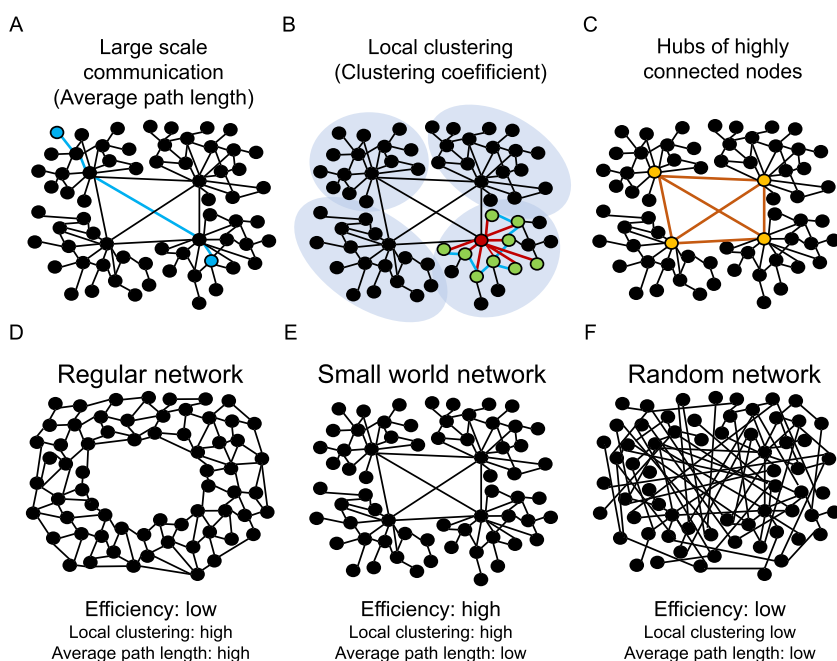 A
Large scale
communication
(Average path length)
B
Local clustering
(Clustering coefificient)
C
Hubs of highly
connected nodes
D
Regular network
Efficiency: low
Local clustering: high
Average path length: high
E
Small world network
Efficiency: high
Local clustering: high
Average path length: low
F
Random network
Efficiency: low
Local clustering low
Average path length: low